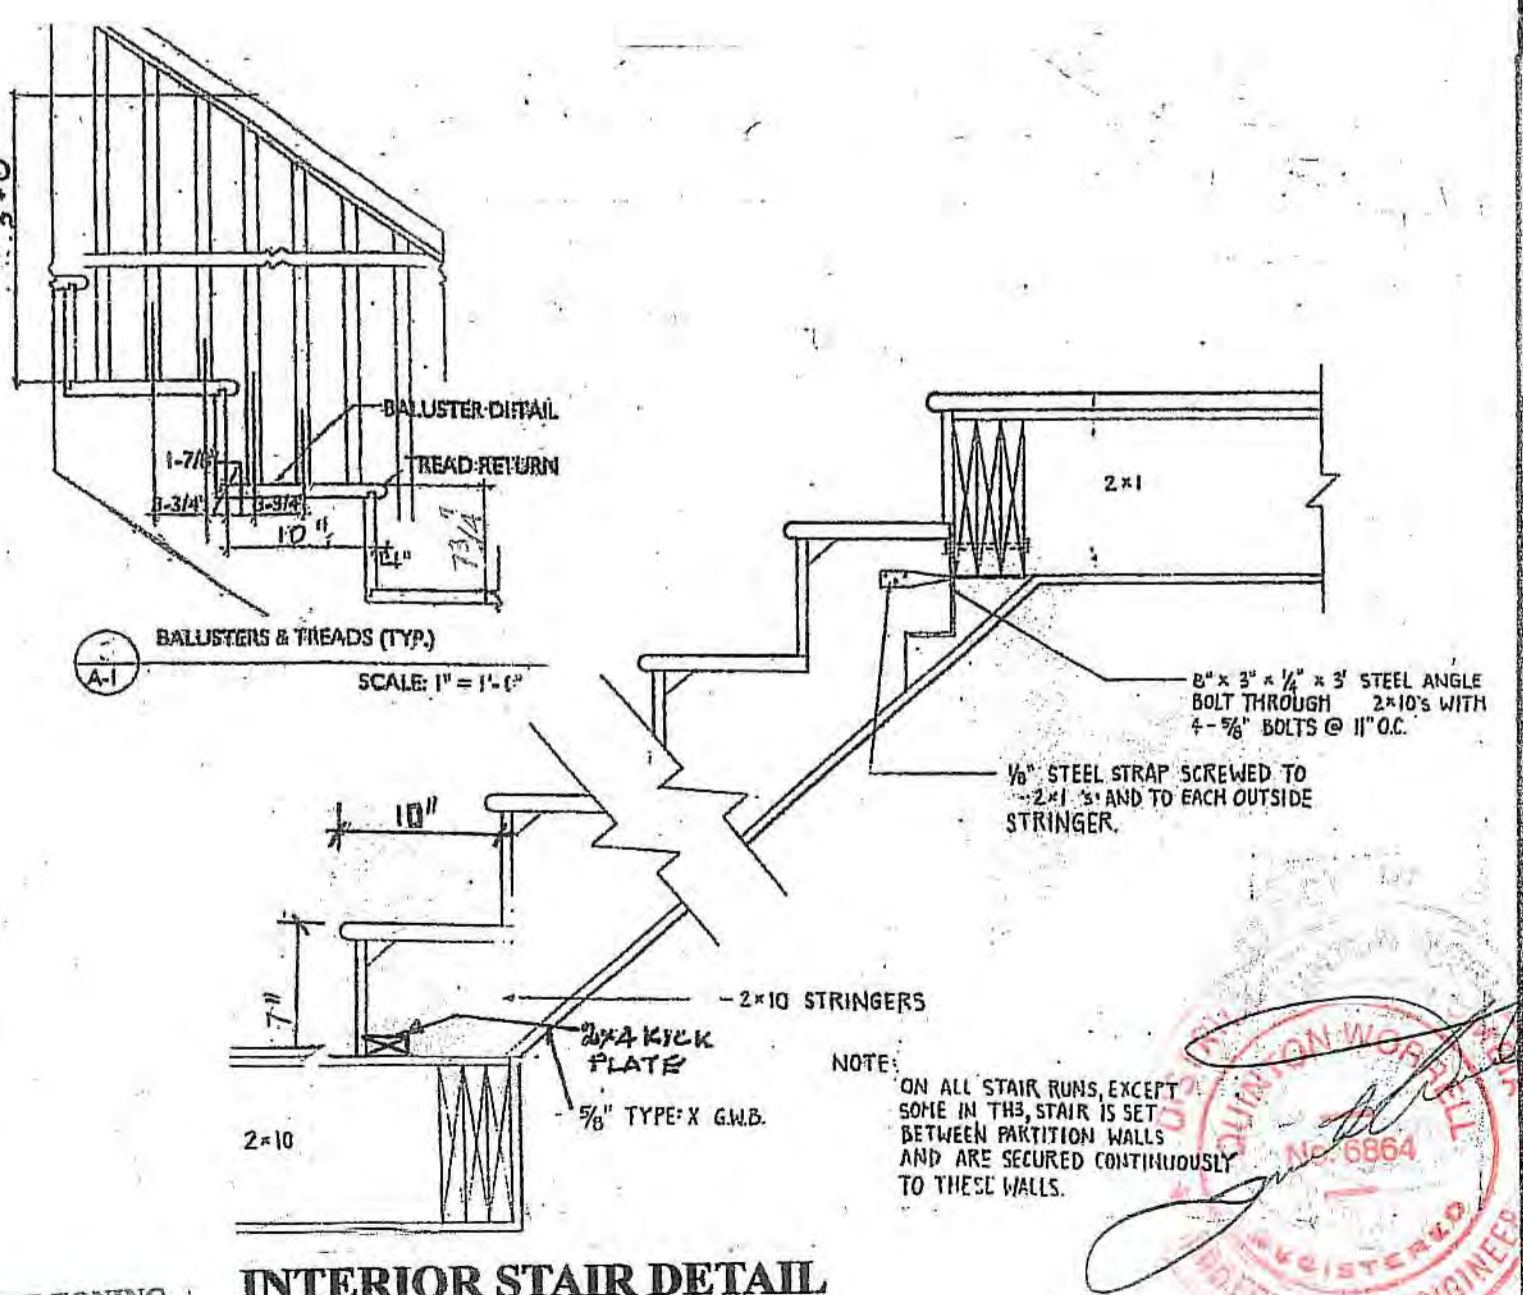 BALUSTER DETAIL
TREAD RETURN
1-7/8"
3-3/4" 3-3/4"
10"
7 3/4
BALUSTERS & TREADS (TYP.)
A-1
SCALE: 1" = 1'-0"
2×1
8" × 3" × 1/4" × 3' STEEL ANGLE
BOLT THROUGH 2×10's WITH
4-5/8" BOLTS @ 11" O.C.
1/8" STEEL STRAP SCREWED TO
2×1 's AND TO EACH OUTSIDE
STRINGER.
10"
7"
2×10 STRINGERS
2×4 KICK
PLATE
5/8" TYPE: X G.W.B.
2×10
NOTE:
ON ALL STAIR RUNS, EXCEPT
SOME IN TH3, STAIR IS SET
BETWEEN PARTITION WALLS
AND ARE SECURED CONTINUOUSLY
TO THESE WALLS.
QUINTON WORRELL
No. 6864
REGISTERED
ENGINEER
INTERIOR STAIR DETAIL
ZONING